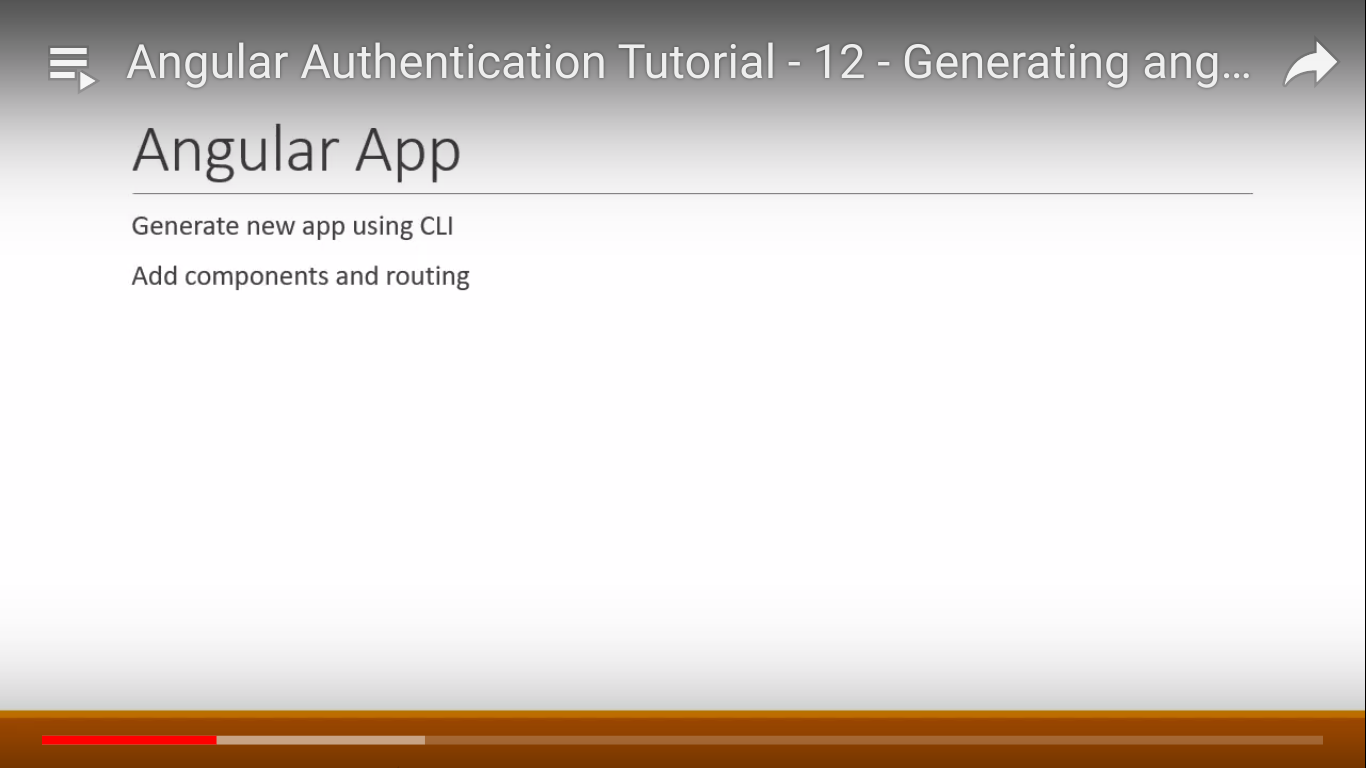 Angular Authentication Tutorial - 12 - Generating ang...
Angular App
Generate new app using CLI
Add components and routing